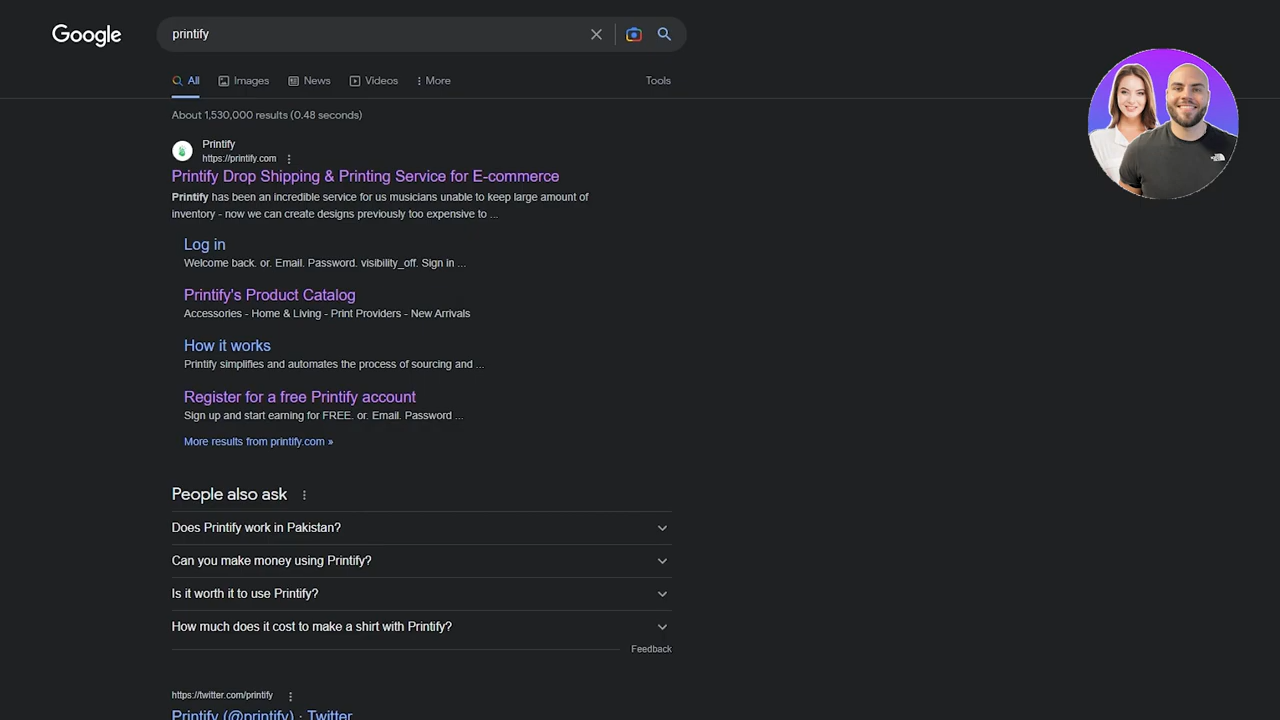 Google
printify
All
Images
News
Videos
More
Tools
About 1,530,000 results (0.48 seconds)
Printify
https://printify.com
Printify Drop Shipping & Printing Service for E-commerce
Printify has been an incredible service for us musicians unable to keep large amount of
inventory - now we can create designs previously too expensive to ...
Log in
Welcome back. or. Email. Password. visibility_off. Sign in ...
Printify's Product Catalog
Accessories - Home & Living - Print Providers - New Arrivals
How it works
Printify simplifies and automates the process of sourcing and ...
Register for a free Printify account
Sign up and start earning for FREE. or. Email. Password ...
More results from printify.com »
People also ask
Does Printify work in Pakistan?
Can you make money using Printify?
Is it worth it to use Printify?
How much does it cost to make a shirt with Printify?
Feedback
https://twitter.com/printify
Printify (@printify) · Twitter